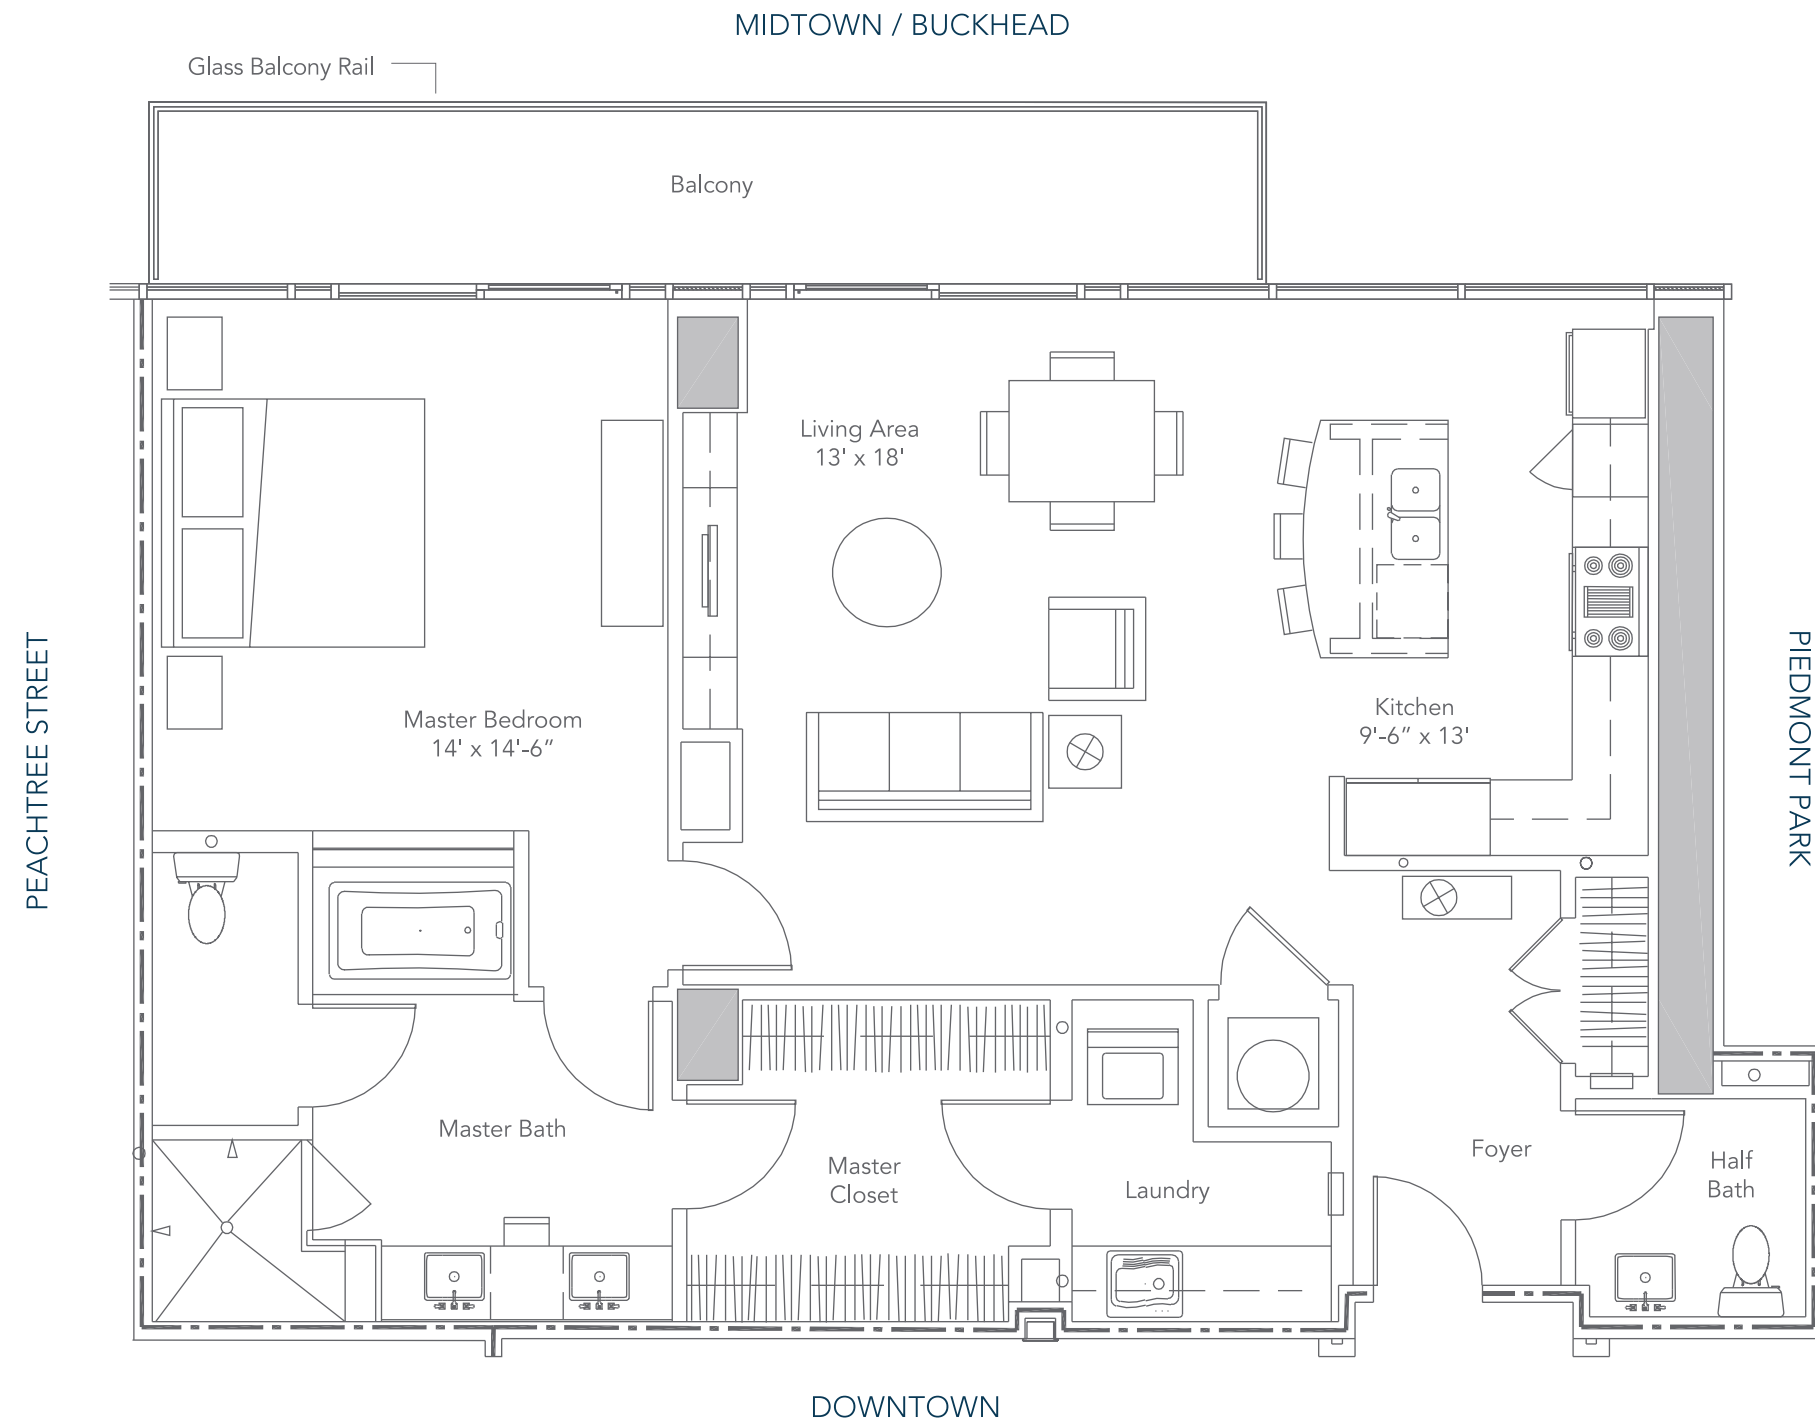 MIDTOWN / BUCKHEAD
Glass Balcony Rail
Balcony
Living Area
13' x 18'
PEACHTREE STREET
PIEDMONT PARK
Master Bedroom
14' x 14'-6”
Kitchen
9'-6” x 13'
Master Bath
Master
Closet
Laundry
Foyer
Half
Bath
DOWNTOWN